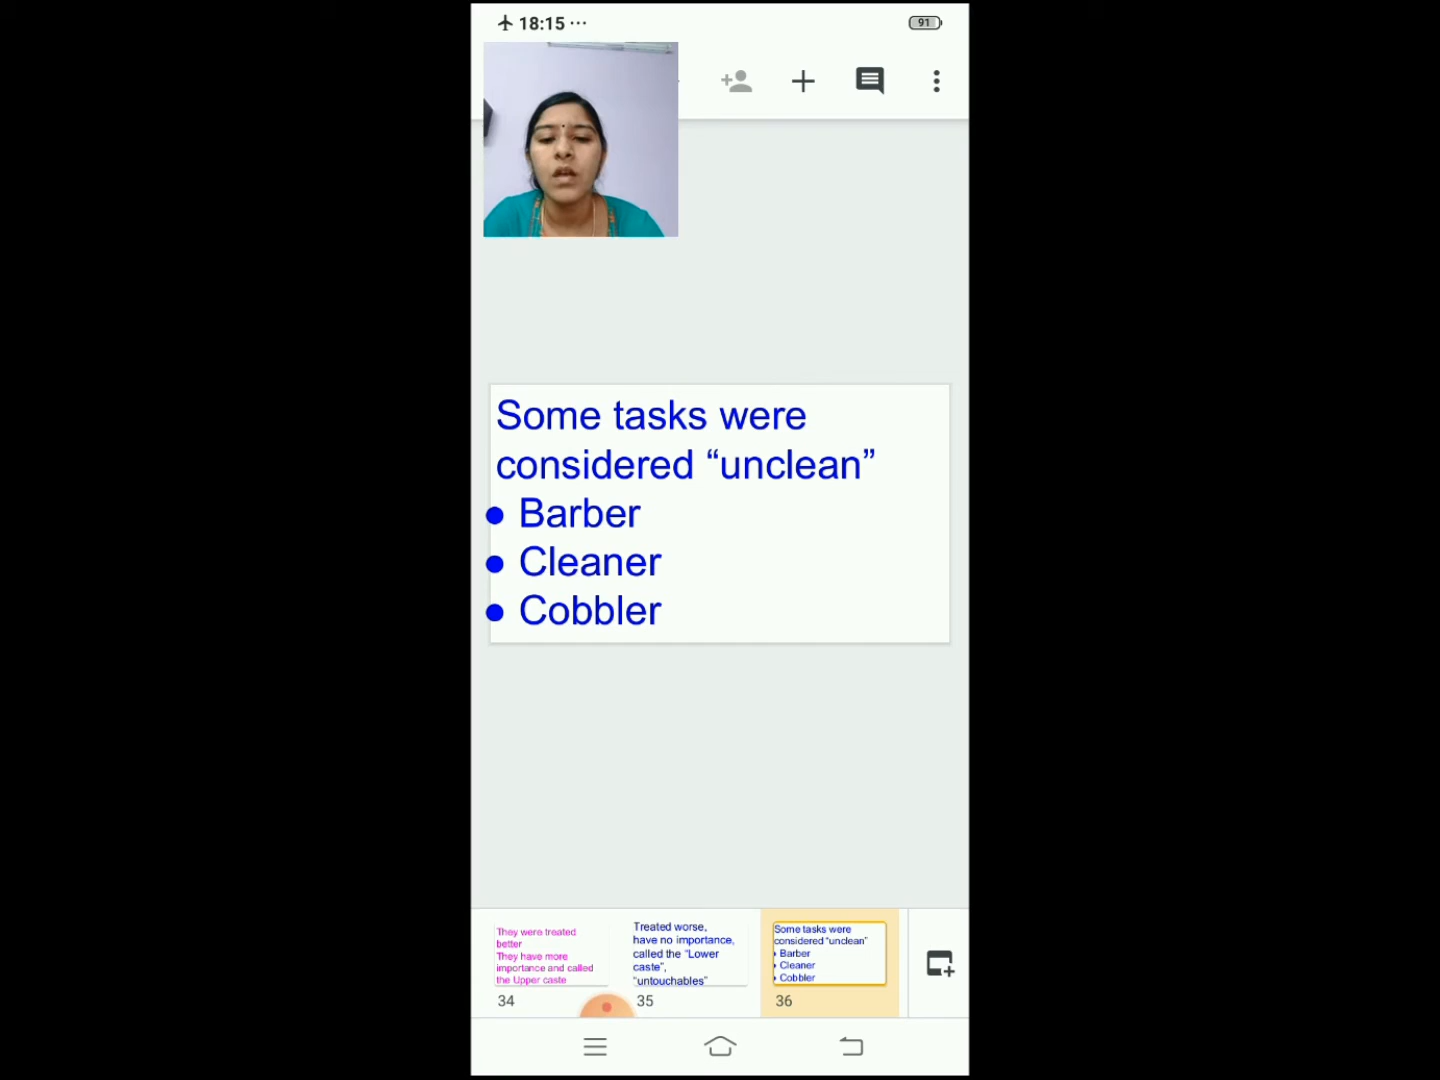 18:15 ...
91
Some tasks were
considered “unclean”
● Barber
● Cleaner
● Cobbler
They were treated
better
They have more
importance and called
the Upper caste
34
Treated worse,
have no importance,
called the "Lower
caste",
"untouchables"
35
Some tasks were
considered “unclean”
• Barber
• Cleaner
• Cobbler
36